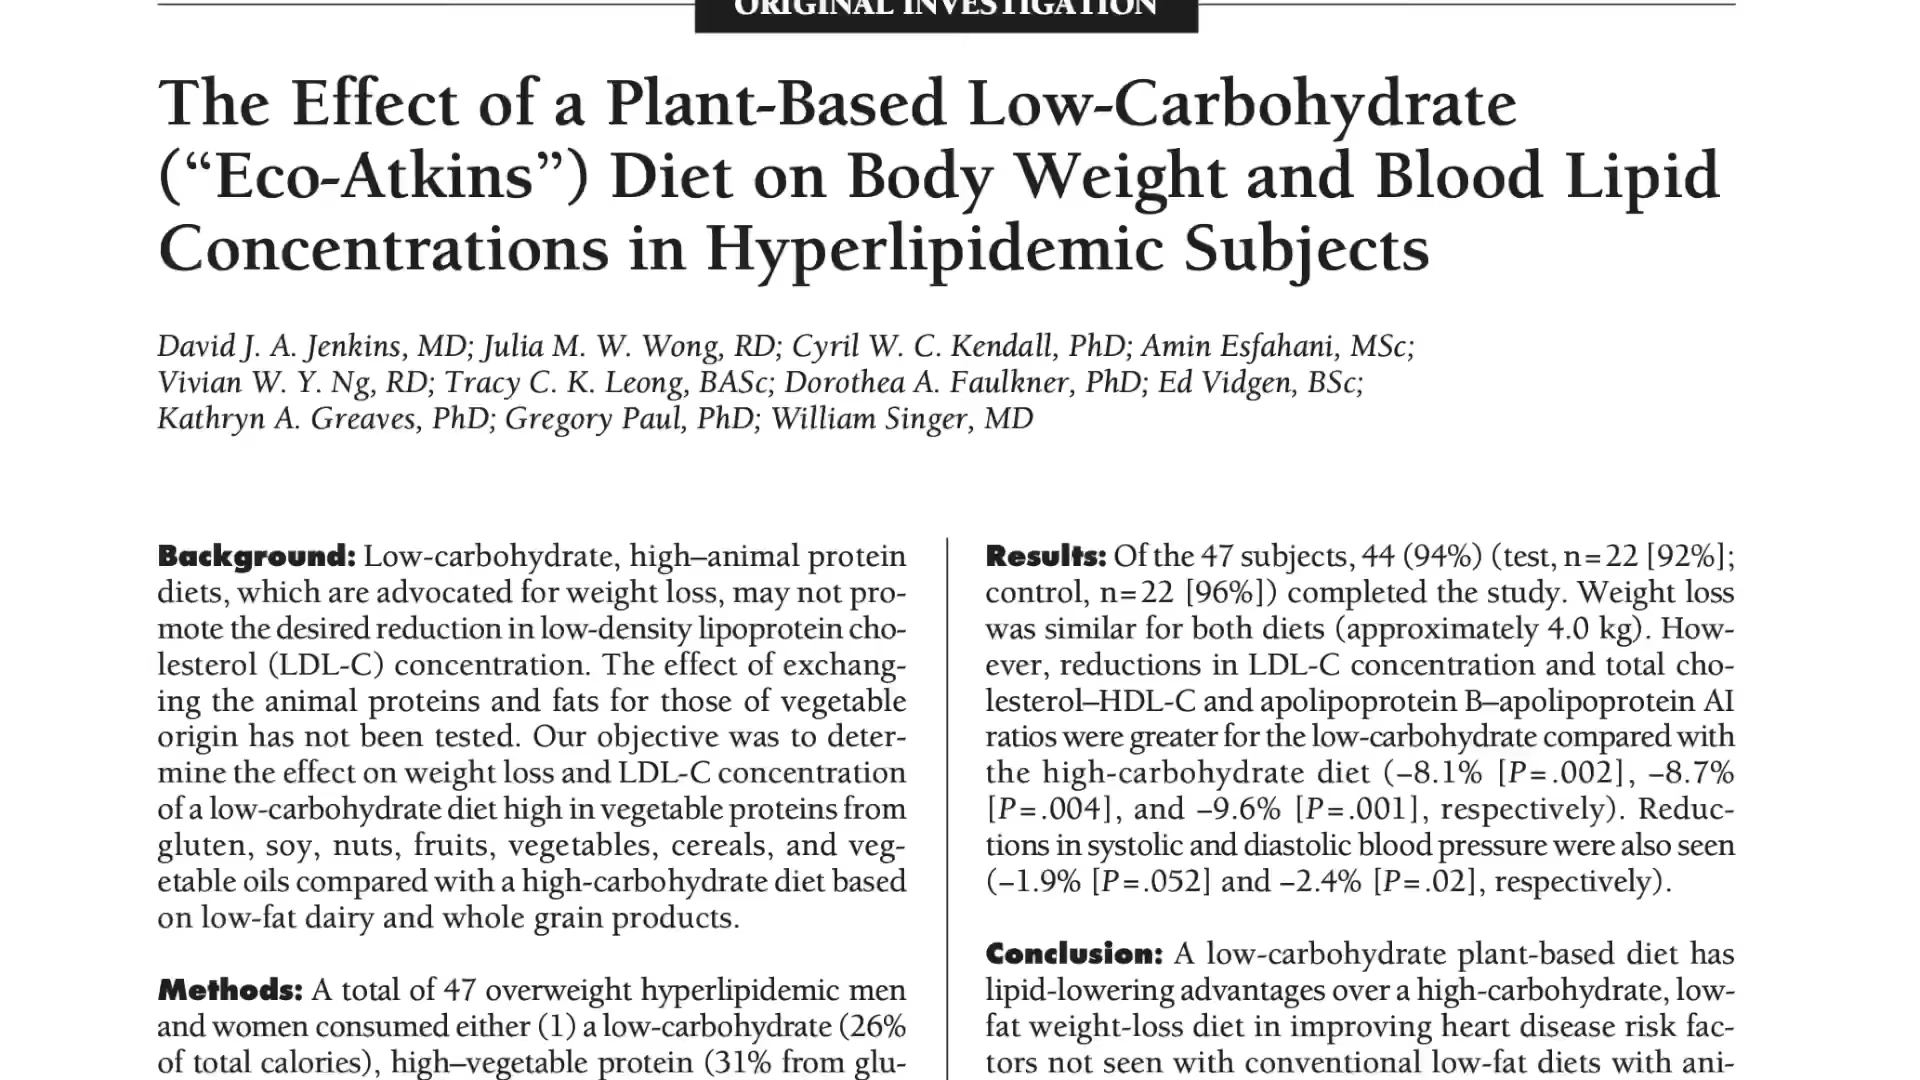 ORIGINAL INVESTIGATION
The Effect of a Plant-Based Low-Carbohydrate
(“Eco-Atkins”) Diet on Body Weight and Blood Lipid
Concentrations in Hyperlipidemic Subjects
David J. A. Jenkins, MD; Julia M. W. Wong, RD; Cyril W. C. Kendall, PhD; Amin Esfahani, MSc;
Vivian W. Y. Ng, RD; Tracy C. K. Leong, BASc; Dorothea A. Faulkner, PhD; Ed Vidgen, BSc;
Kathryn A. Greaves, PhD; Gregory Paul, PhD; William Singer, MD
Background: Low-carbohydrate, high–animal protein
diets, which are advocated for weight loss, may not pro-
mote the desired reduction in low-density lipoprotein cho-
lesterol (LDL-C) concentration. The effect of exchang-
ing the animal proteins and fats for those of vegetable
origin has not been tested. Our objective was to deter-
mine the effect on weight loss and LDL-C concentration
of a low-carbohydrate diet high in vegetable proteins from
gluten, soy, nuts, fruits, vegetables, cereals, and veg-
etable oils compared with a high-carbohydrate diet based
on low-fat dairy and whole grain products.
Methods: A total of 47 overweight hyperlipidemic men
and women consumed either (1) a low-carbohydrate (26%
of total calories), high–vegetable protein (31% from glu-
Results: Of the 47 subjects, 44 (94%) (test, n=22 [92%];
control, n=22 [96%]) completed the study. Weight loss
was similar for both diets (approximately 4.0 kg). How-
ever, reductions in LDL-C concentration and total cho-
lesterol–HDL-C and apolipoprotein B–apolipoprotein AI
ratios were greater for the low-carbohydrate compared with
the high-carbohydrate diet (−8.1% [P=.002], −8.7%
[P=.004], and −9.6% [P=.001], respectively). Reduc-
tions in systolic and diastolic blood pressure were also seen
(−1.9% [P=.052] and −2.4% [P=.02], respectively).
Conclusion: A low-carbohydrate plant-based diet has
lipid-lowering advantages over a high-carbohydrate, low-
fat weight-loss diet in improving heart disease risk fac-
tors not seen with conventional low-fat diets with ani-